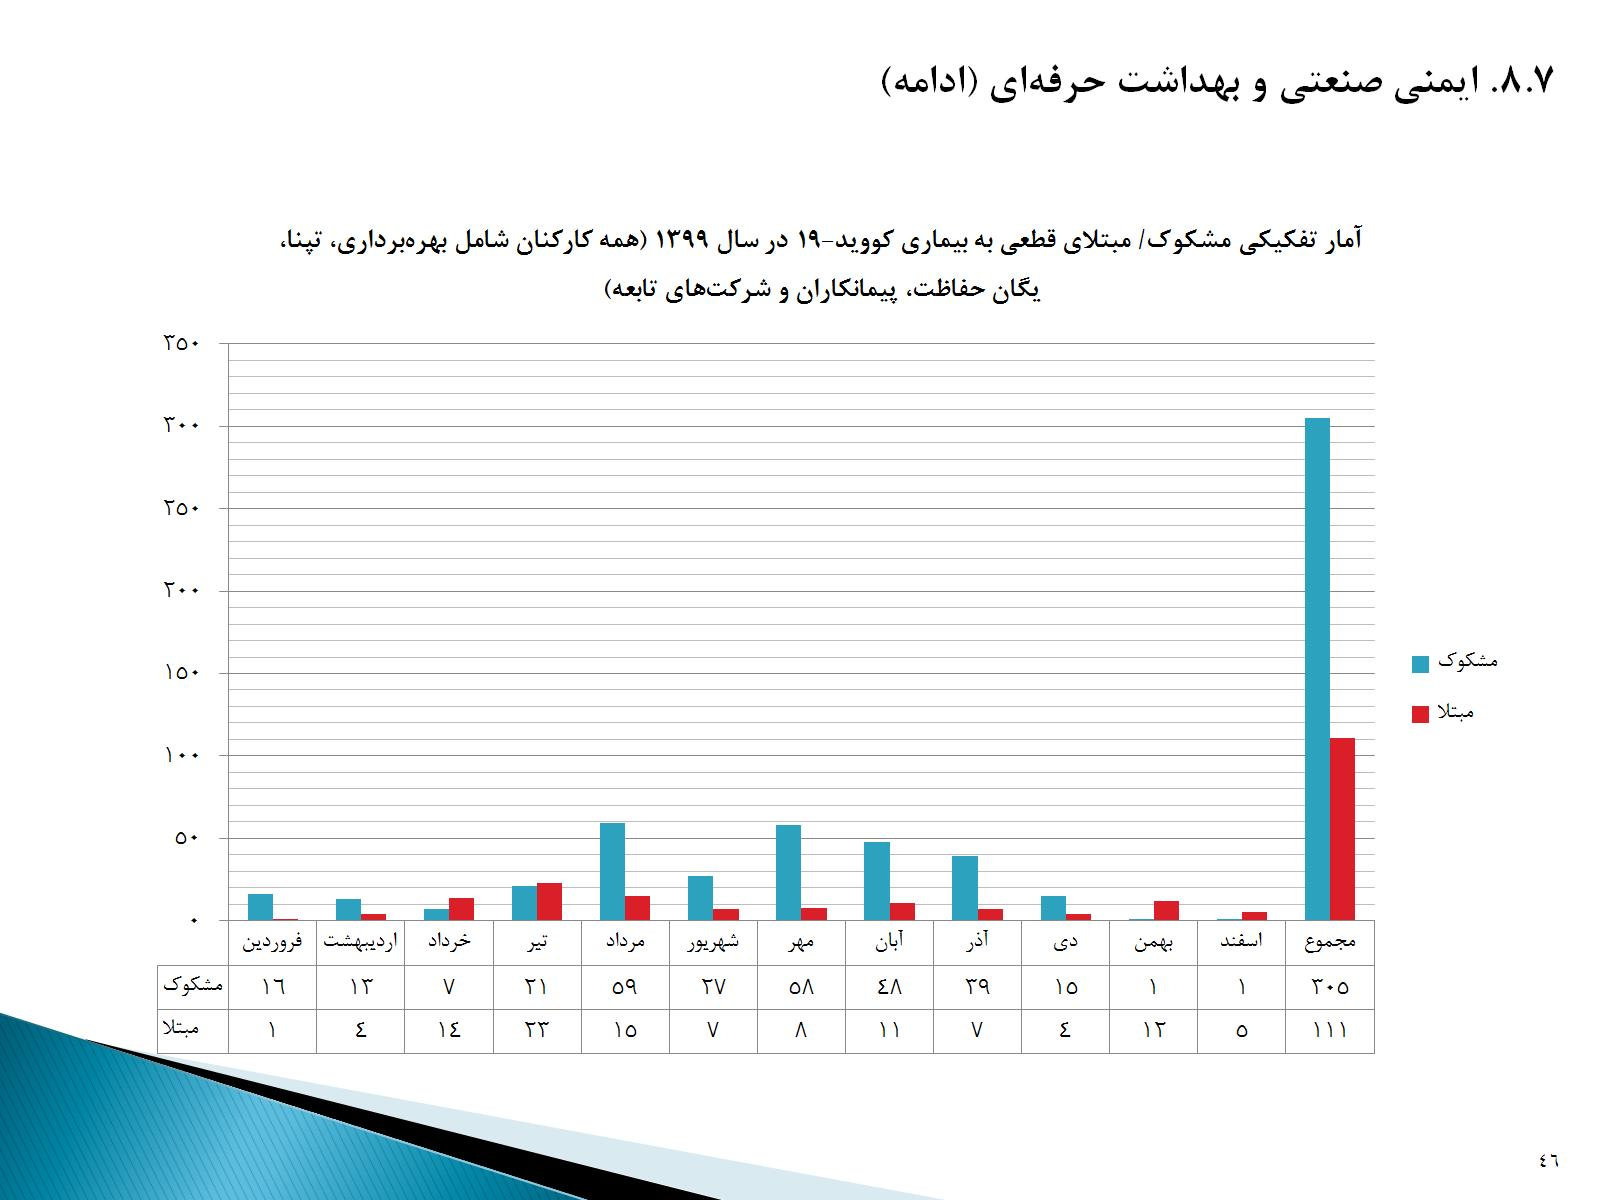 ۸.۷. ایمنی صنعتی و بهداشت حرفه‌ای (ادامه)
آمار تفکیکی مشکوک/ مبتلای قطعی به بیماری کووید-۱۹ در سال ۱۳۹۹ (همه کارکنان شامل بهره‌برداری، تپنا،
یگان حفاظت، پیمانکاران و شرکت‌های تابعه)
۳۵۰
۳۰۰
۲۵۰
۲۰۰
۱۵۰
۱۰۰
۵۰
۰
مشکوک
مبتلا
فروردین اردیبهشت خرداد تیر مرداد شهریور مهر آبان آذر دی بهمن اسفند مجموع
مشکوک ۱۶ ۱۳ ۷ ۲۱ ۵۹ ۲۷ ۵۸ ۴۸ ۳۹ ۱۵ ۱ ۱ ۳۰۵
مبتلا ۱ ۴ ۱۴ ۲۳ ۱۵ ۷ ۸ ۱۱ ۷ ۴ ۱۲ ۵ ۱۱۱
۴۶